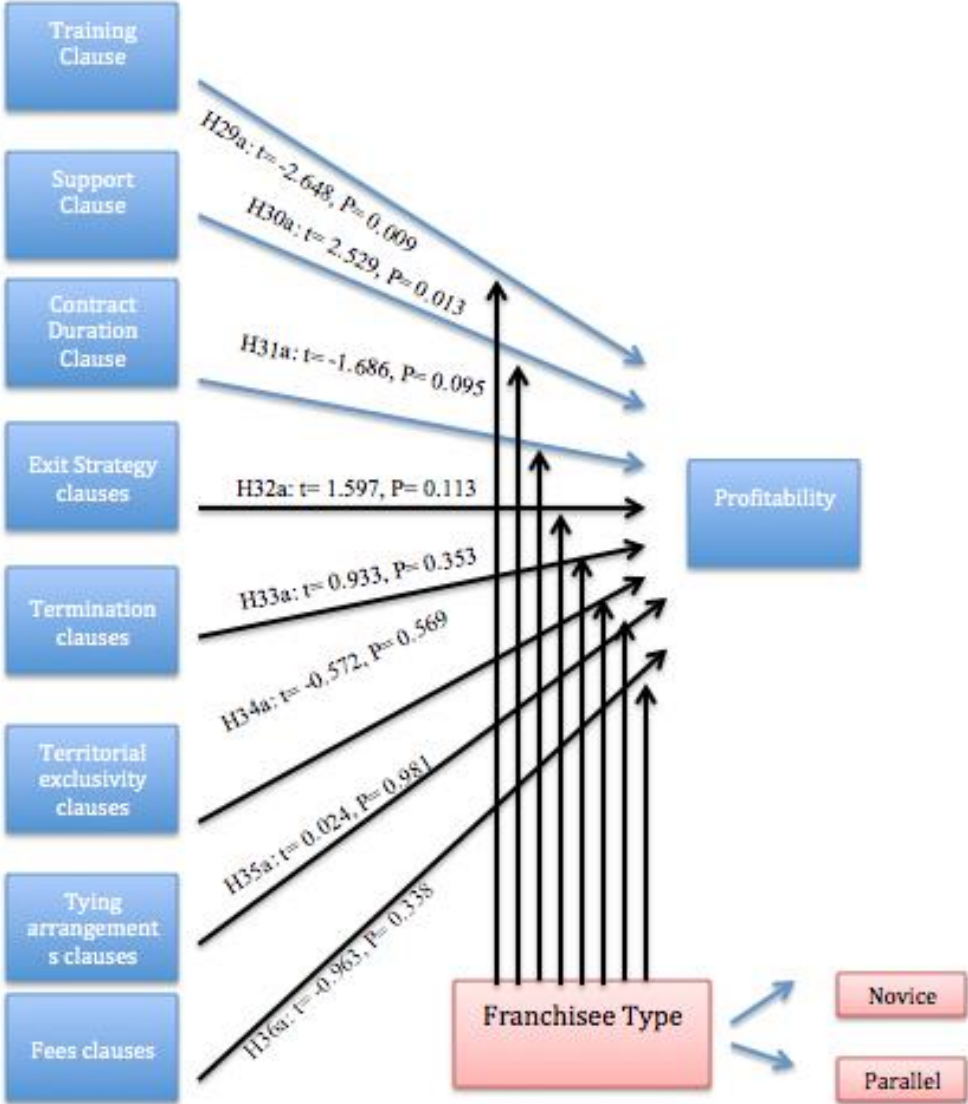 Training
Clause
H29a: t= -2.648, P= 0.009
Support
Clause
H30a: t= 2.529, P= 0.013
Contract
Duration
Clause
H31a: t= -1.686, P= 0.095
Exit Strategy
clauses
H32a: t= 1.597, P= 0.113
Profitability
Termination
clauses
H33a: t= 0.933, P= 0.353
Territorial
exclusivity
clauses
H34a: t= -0.572, P= 0.569
Tying
arrangement
s clauses
H35a: t= 0.024, P= 0.981
Fees clauses
H36a: t= -0.963, P= 0.338
Franchisee Type
Novice
Parallel